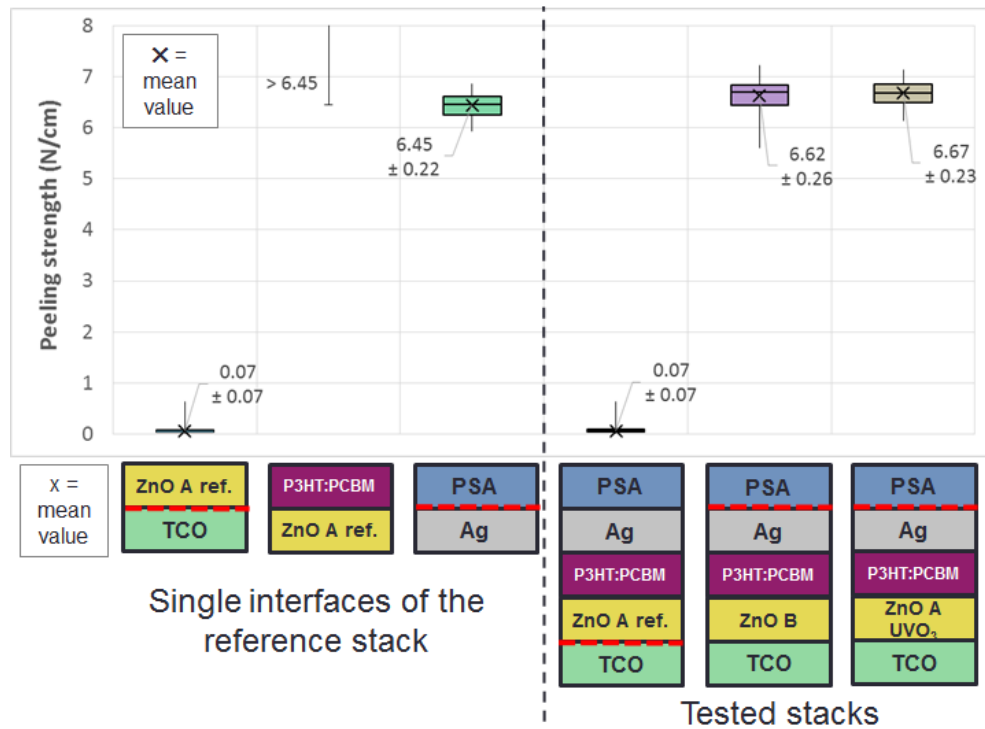 Peeling strength (N/cm)
8
7
6
5
4
3
2
1
0
× =
mean
value
> 6.45
6.45
± 0.22
0.07
± 0.07
6.62
± 0.26
6.67
± 0.23
0.07
± 0.07
x =
mean
value
ZnO A ref.
TCO
P3HT:PCBM
ZnO A ref.
PSA
Ag
Single interfaces of the
reference stack
PSA
Ag
P3HT:PCBM
ZnO A ref.
TCO
PSA
Ag
P3HT:PCBM
ZnO B
TCO
PSA
Ag
P3HT:PCBM
ZnO A
UVO₃
TCO
Tested stacks